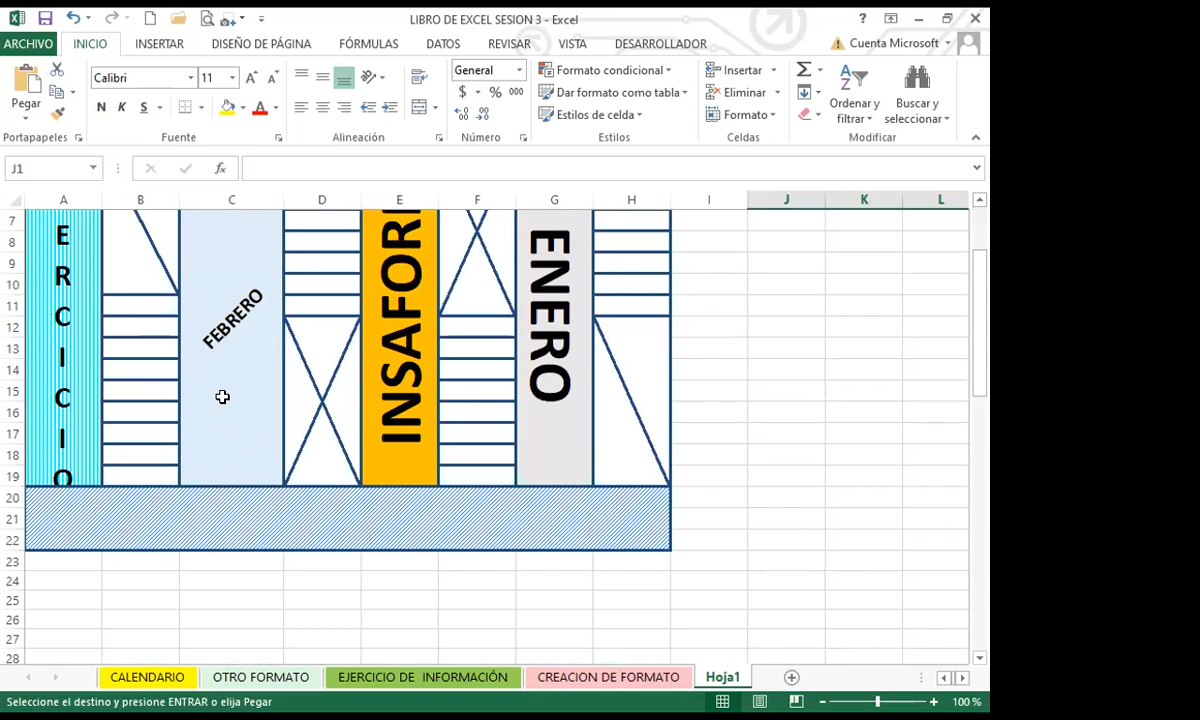 LIBRO DE EXCEL SESION 3 - Excel
?
ARCHIVO INICIO INSERTAR DISEÑO DE PÁGINA FÓRMULAS DATOS REVISAR VISTA DESARROLLADOR Cuenta Microsoft
Pegar
Portapapeles
Calibri 11
N K S
Fuente
Alineación
General
$ % 000
Número
Formato condicional
Dar formato como tabla
Estilos de celda
Estilos
Insertar
Eliminar
Formato
Celdas
Ordenar y filtrar
Buscar y seleccionar
Modificar
J1 fx
A B C D E F G H I J K L
7
8
9
10
11
12
13
14
15
16
17
18
19
20
21
22
23
24
25
26
27
28
E
R
C
I
C
I
O
FEBRERO
INSAFOR
ENERO
CALENDARIO OTRO FORMATO EJERCICIO DE INFORMACIÓN CREACION DE FORMATO Hoja1
Seleccione el destino y presione ENTRAR o elija Pegar 100 %